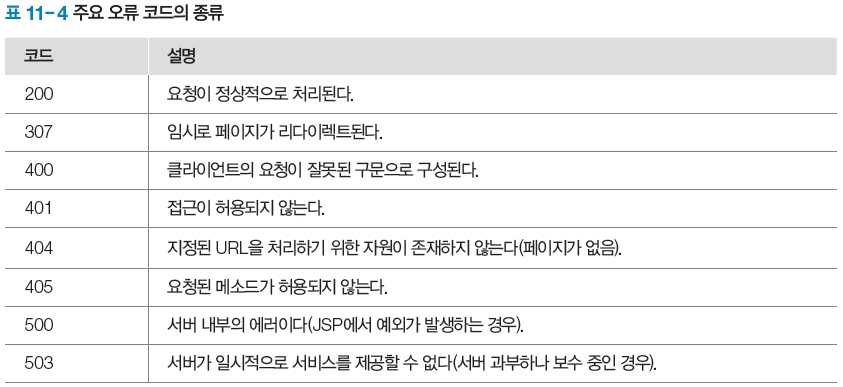 표 11-4 주요 오류 코드의 종류
코드 설명
200 요청이 정상적으로 처리된다.
307 임시로 페이지가 리다이렉트된다.
400 클라이언트의 요청이 잘못된 구문으로 구성된다.
401 접근이 허용되지 않는다.
404 지정된 URL을 처리하기 위한 자원이 존재하지 않는다(페이지가 없음).
405 요청된 메소드가 허용되지 않는다.
500 서버 내부의 에러이다(JSP에서 예외가 발생하는 경우).
503 서버가 일시적으로 서비스를 제공할 수 없다(서버 과부하나 보수 중인 경우).